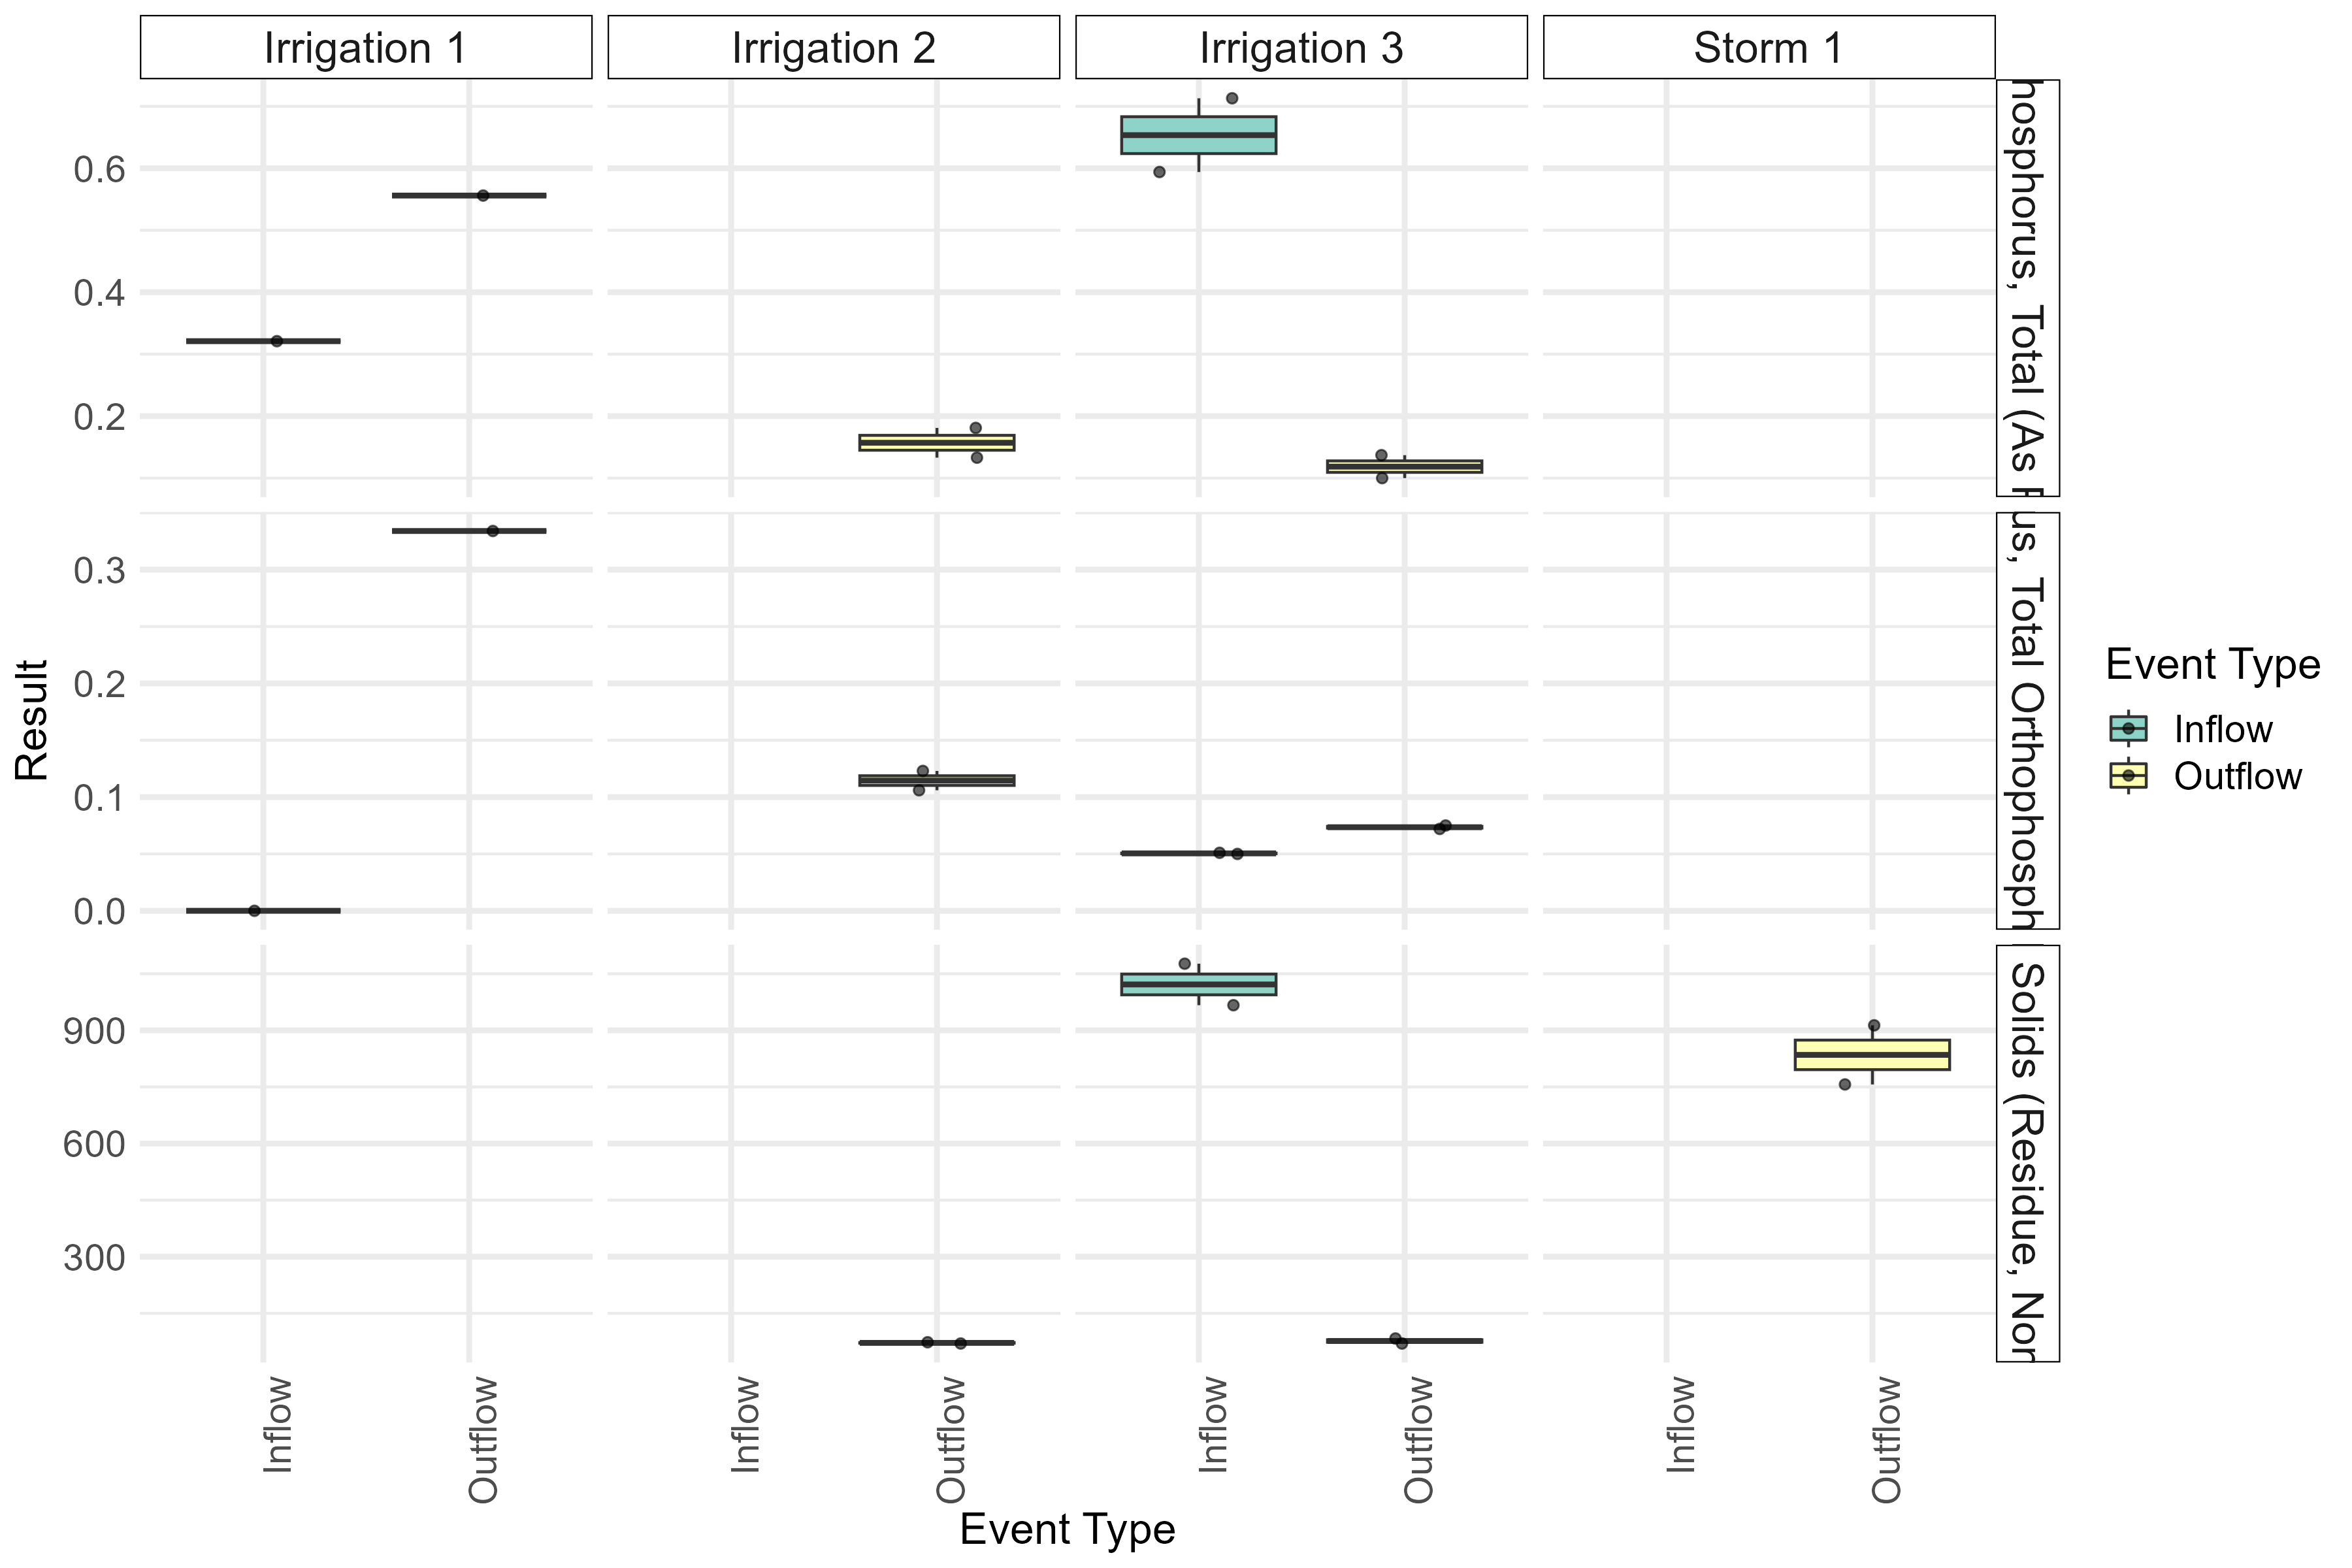 Irrigation 1
Irrigation 2
Irrigation 3
Storm 1
0.6
0.4
0.2
hosphorus, Total (As
0.3
0.2
0.1
0.0
us, Total Orthophosph
900
600
300
Solids (Residue, Nor
Result
Inflow
Outflow
Inflow
Outflow
Inflow
Outflow
Inflow
Outflow
Event Type
Event Type
Inflow
Outflow